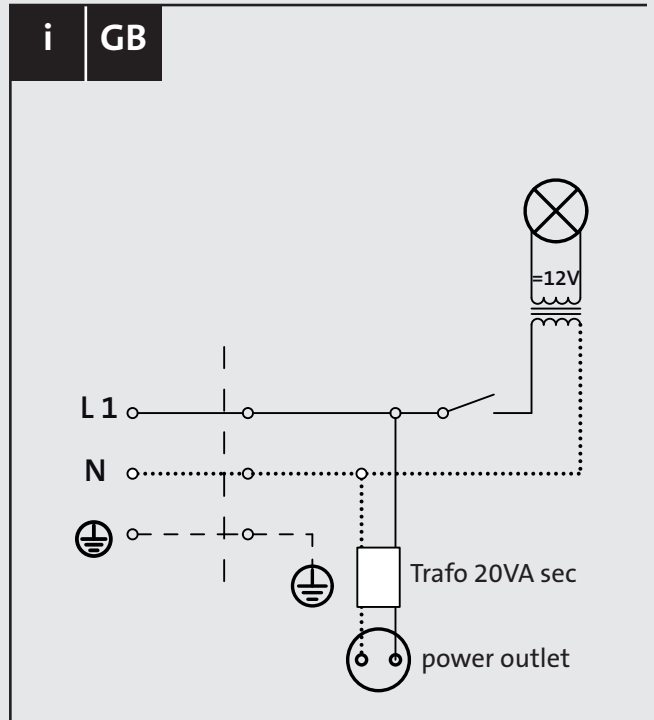 i GB
=12V
L 1
N
Trafo 20VA sec
power outlet